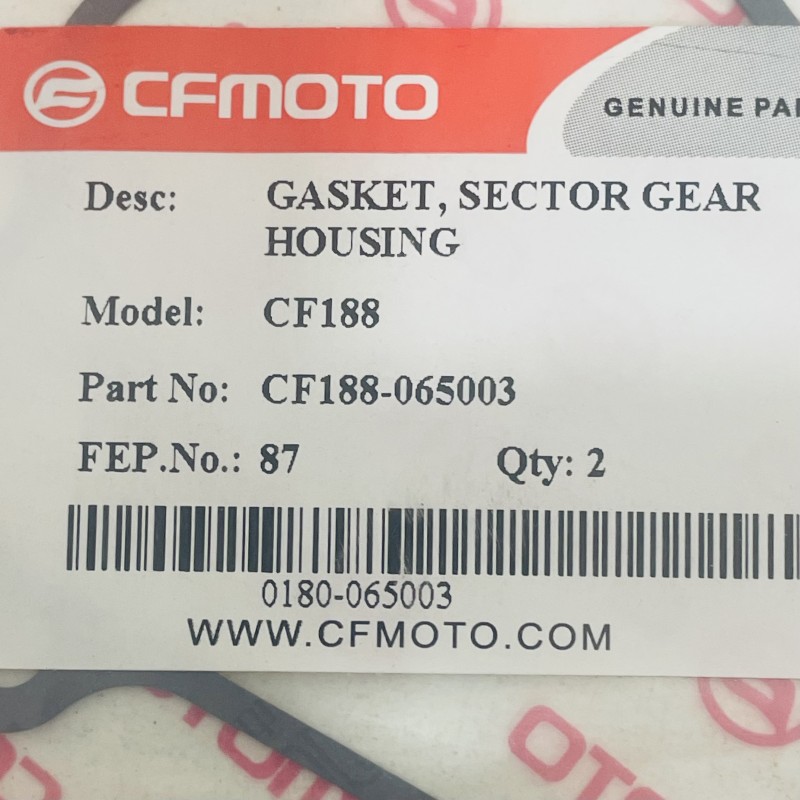 CFMOTO
GENUINE
Desc: GASKET, SECTOR GEAR
HOUSING
Model: CF188
Part No: CF188-065003
FEP.No.: 87 Qty: 2
0180-065003
WWW.CFMOTO.COM